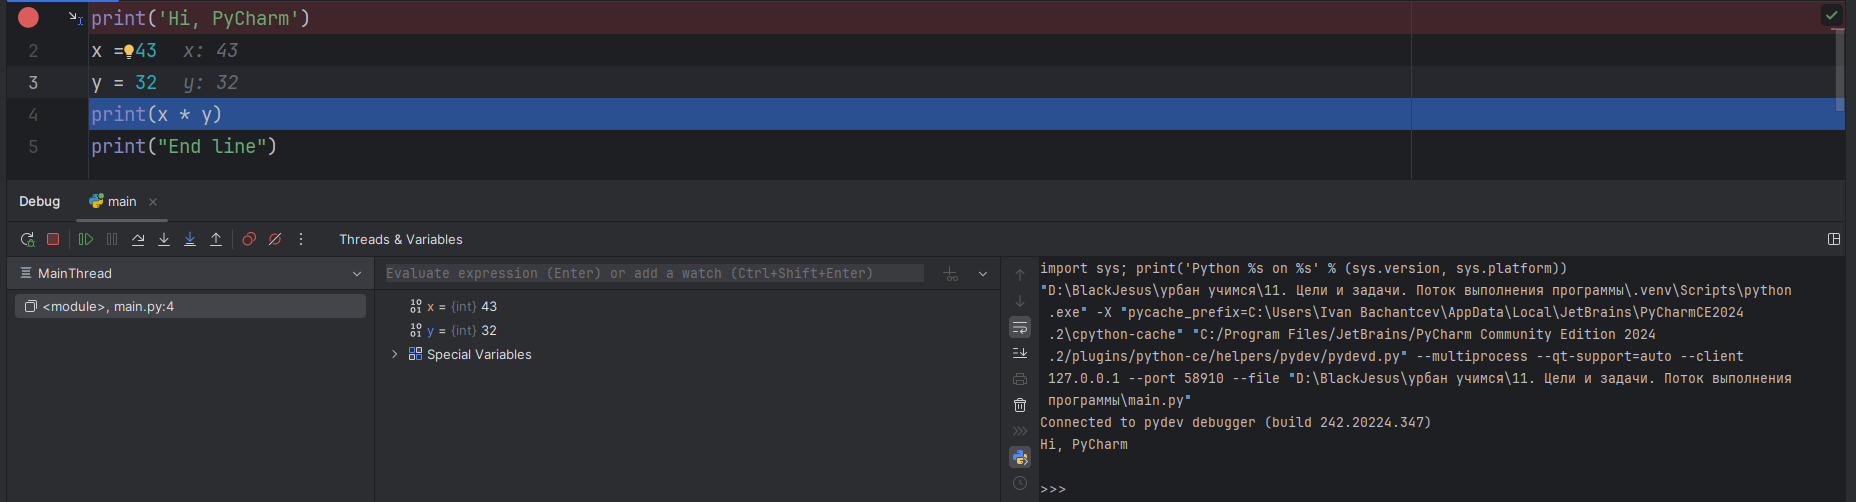 print('Hi, PyCharm')
2 x = 43 x: 43
3 y = 32 y: 32
4 print(x * y)
5 print("End line")
Debug main
Threads & Variables
MainThread
<module>, main.py:4
Evaluate expression (Enter) or add a watch (Ctrl+Shift+Enter)
10 01 x = {int} 43
10 01 y = {int} 32
Special Variables
import sys; print('Python %s on %s' % (sys.version, sys.platform))
"D:\BlackJesus\урбан учимся\11. Цели и задачи. Поток выполнения программы\.venv\Scripts\python
.exe" -X "pycache_prefix=C:\Users\Ivan Bachantcev\AppData\Local\JetBrains\PyCharmCE2024
.2\cpython-cache" "C:/Program Files/JetBrains/PyCharm Community Edition 2024
.2/plugins/python-ce/helpers/pydev/pydevd.py" --multiprocess --qt-support=auto --client
127.0.0.1 --port 58910 --file "D:\BlackJesus\урбан учимся\11. Цели и задачи. Поток выполнения
программы\main.py"
Connected to pydev debugger (build 242.20224.347)
Hi, PyCharm
>>>